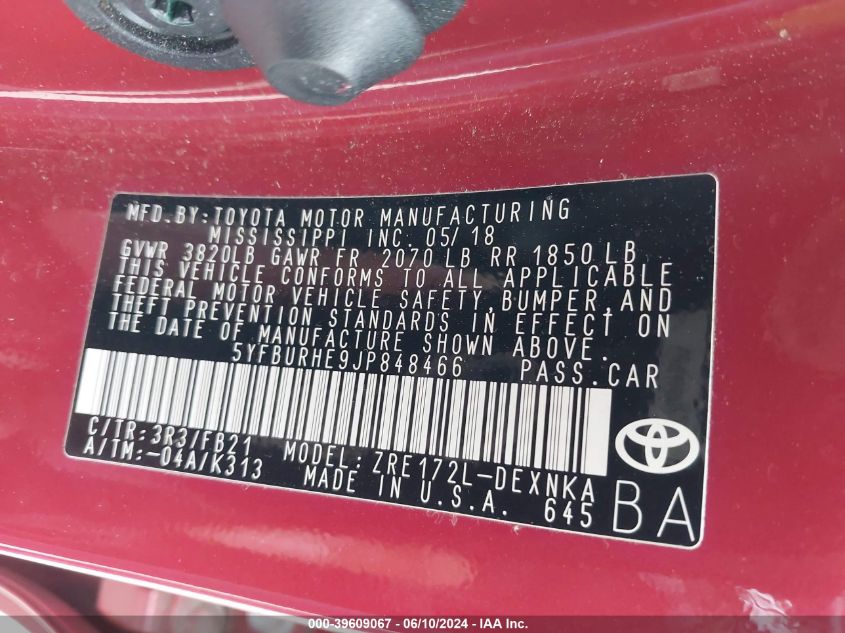 MFD.BY:TOYOTA MOTOR MANUFACTURING
MISSISSIPPI INC. 05/18
GVWR 3820LB GAWR FR 2070 LB RR 1850 LB
THIS VEHICLE CONFORMS TO ALL APPLICABLE
FEDERAL MOTOR VEHICLE SAFETY, BUMPER, AND
THEFT PREVENTION STANDARDS IN EFFECT ON
THE DATE OF MANUFACTURE SHOWN ABOVE.
5YFBURHE9JP848466 PASS.CAR
C/TR:3R3/FB21 MODEL:ZRE172L-DEXNKA
A/TM:-04A/K313 MADE IN U.S.A. 645
BA
000-39609067 - 06/10/2024 - IAA Inc.